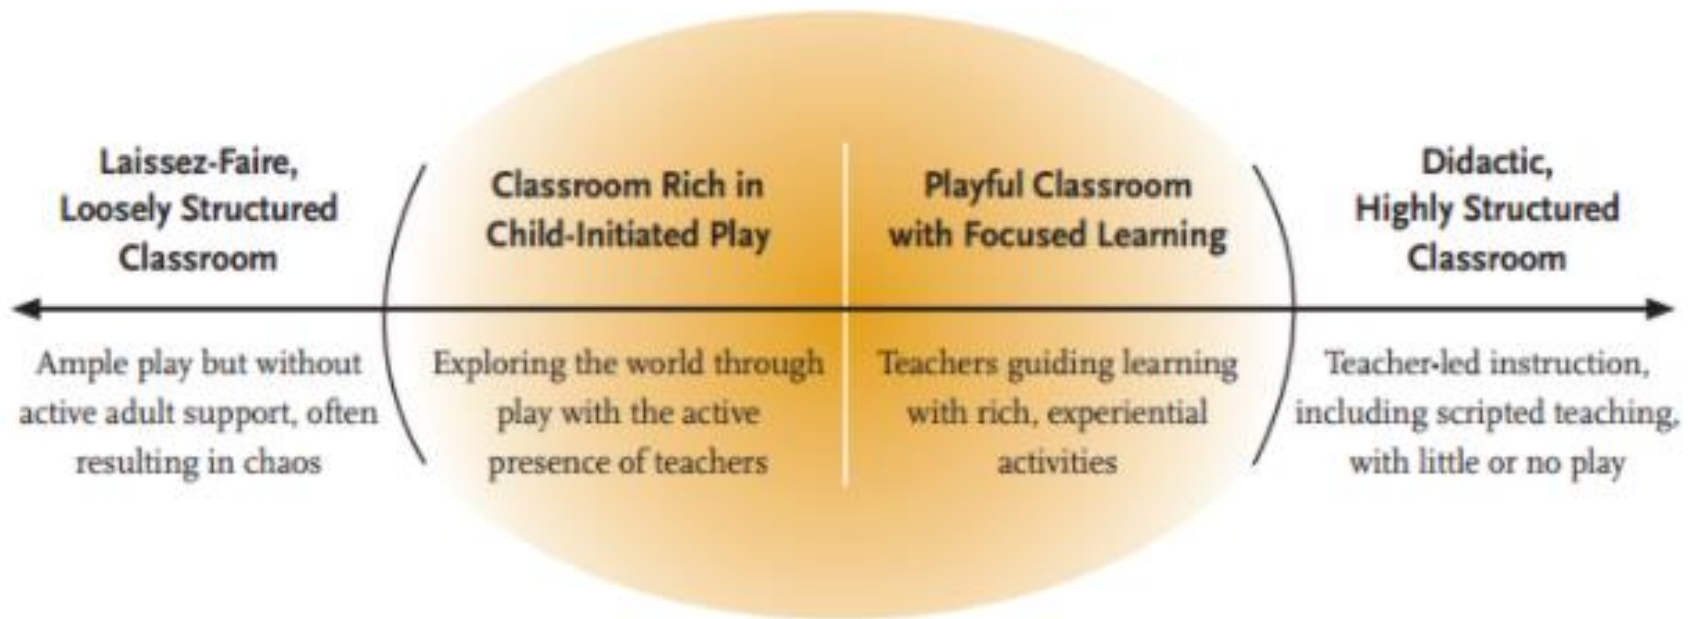 Laissez-Faire,
Loosely Structured
Classroom
Ample play but without
active adult support, often
resulting in chaos
Classroom Rich in
Child-Initiated Play
Exploring the world through
play with the active
presence of teachers
Playful Classroom
with Focused Learning
Teachers guiding learning
with rich, experiential
activities
Didactic,
Highly Structured
Classroom
Teacher-led instruction,
including scripted teaching,
with little or no play